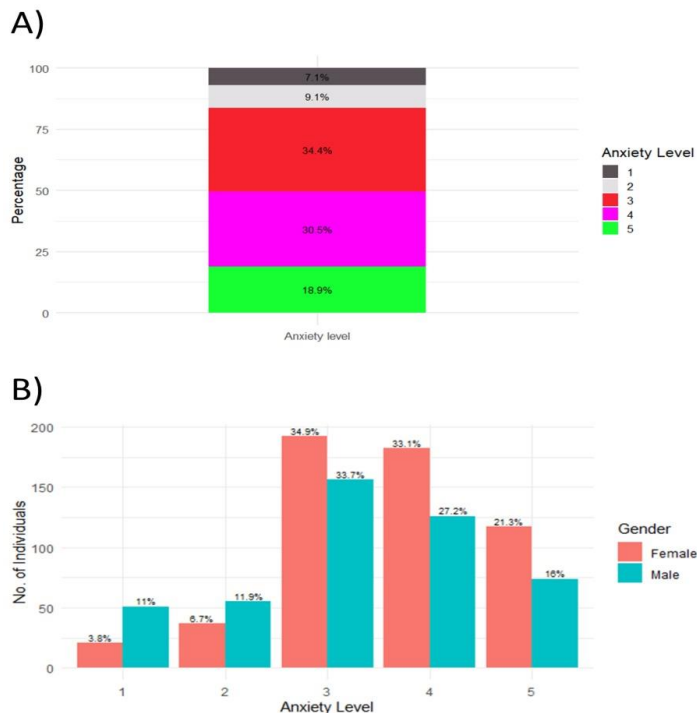 A)
100
75
50
25
0
Percentage
7.1%
9.1%
34.4%
30.5%
18.9%
Anxiety level
Anxiety Level
1
2
3
4
5
B)
200
150
100
50
0
No. of Individuals
3.8%
11%
6.7%
11.9%
34.9%
33.7%
33.1%
27.2%
21.3%
16%
1 2 3 4 5
Anxiety Level
Gender
Female
Male